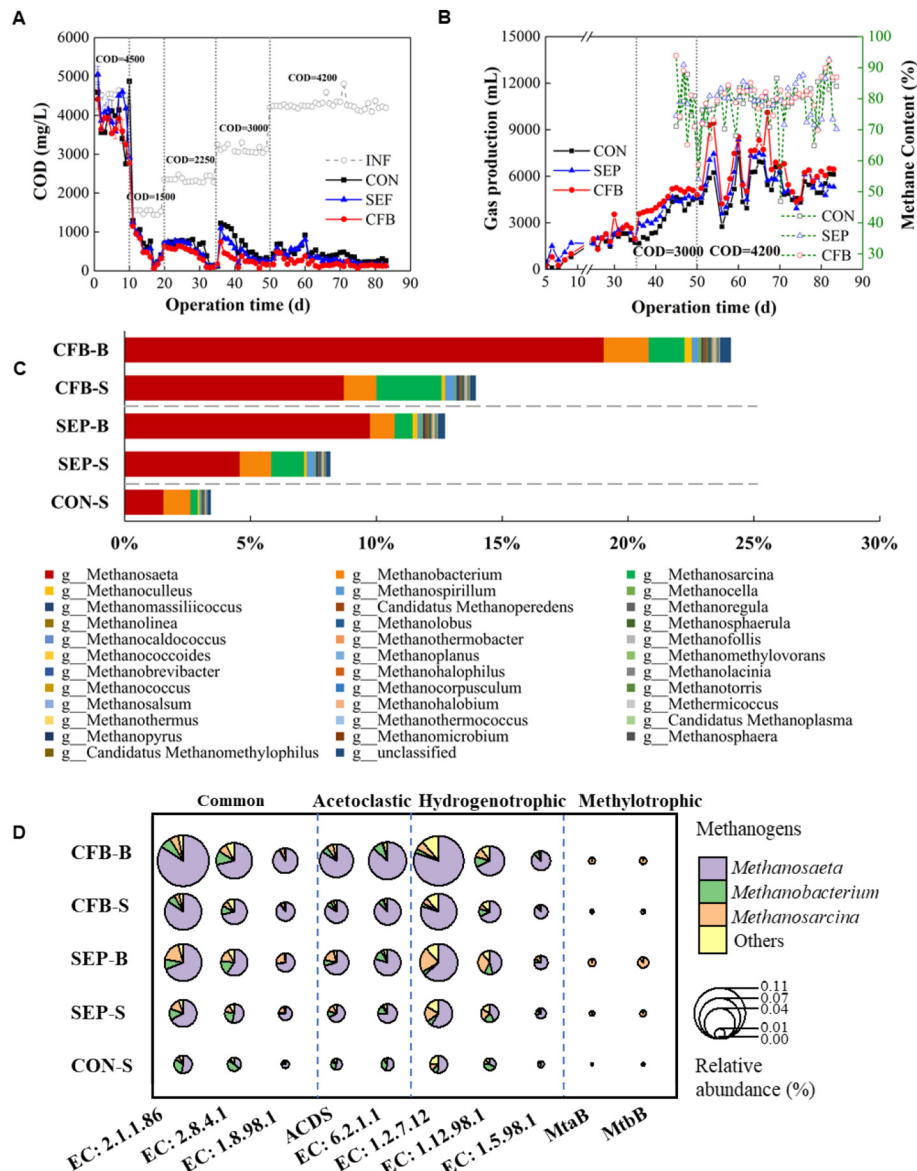 A
6000
5000
4000
3000
2000
1000
0
COD (mg/L)
COD=4500
COD=1500
COD=2250
COD=3000
COD=4200
INF
CON
SEF
CFB
0 10 20 30 40 50 60 70 80 90
Operation time (d)
B
15000
12000
9000
6000
3000
0
Gas production (mL)
CON
SEP
CFB
COD=3000
COD=4200
CON
SEP
CFB
100
90
80
70
60
50
40
30
Methane Content (%)
5 10 30 40 50 60 70 80 90
Operation time (d)
C
CFB-B
CFB-S
SEP-B
SEP-S
CON-S
0% 5% 10% 15% 20% 25% 30%
g__Methanosaeta g__Methanobacterium g__Methanosarcina
g__Methanoculleus g__Methanospirillum g__Methanocella
g__Methanomassiliicoccus g__Candidatus Methanoperedens g__Methanoregula
g__Methanolinea g__Methanolobus g__Methanosphaerula
g__Methanocaldococcus g__Methanothermobacter g__Methanofollis
g__Methanococcoides g__Methanoplanus g__Methanomethylovorans
g__Methanobrevibacter g__Methanohalophilus g__Methanolacinia
g__Methanococcus g__Methanocorpusculum g__Methanotorris
g__Methanosalsum g__Methanohalobium g__Methermicoccus
g__Methanothermus g__Methanothermococcus g__Candidatus Methanoplasma
g__Methanopyrus g__Methanomicrobium g__Methanosphaera
g__Candidatus Methanomethylophilus g__unclassified
D
Common Acetoclastic Hydrogenotrophic Methylotrophic
CFB-B
CFB-S
SEP-B
SEP-S
CON-S
EC: 2.1.1.86
EC: 2.8.4.1
EC: 1.8.98.1
ACDS
EC: 6.2.1.1
EC: 1.2.7.12
EC: 1.12.98.1
EC: 1.5.98.1
MtaB
MtbB
Methanogens
Methanosaeta
Methanobacterium
Methanosarcina
Others
0.11
0.07
0.04
0.01
0.00
Relative
abundance (%)